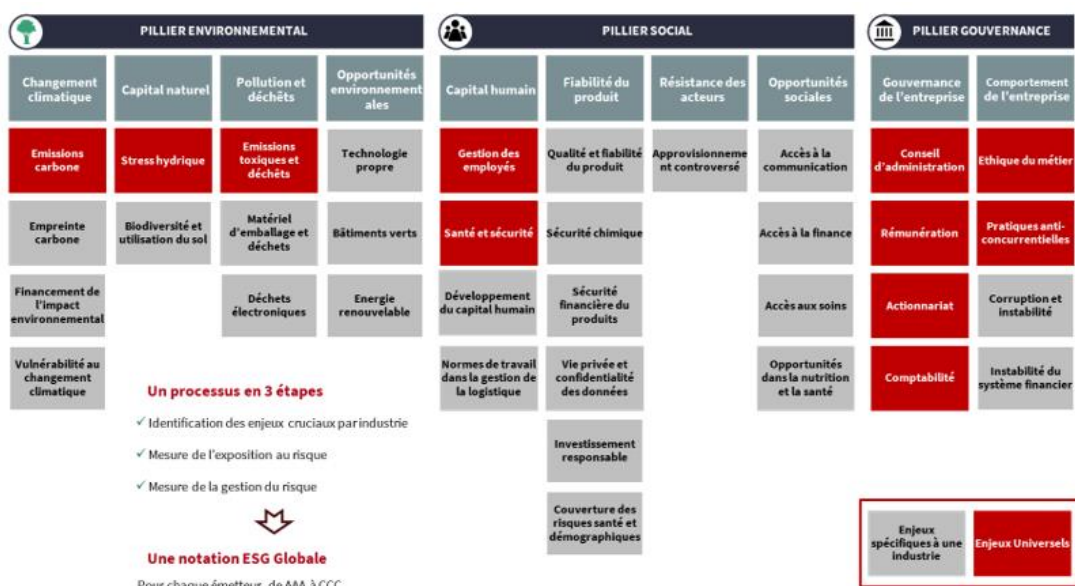 PILLIER ENVIRONNEMENTAL
PILLIER SOCIAL
PILLIER GOUVERNANCE
Changement
climatique
Capital naturel
Pollution et
déchêts
Opportunités
environnement
ales
Capital humain
Fiabilité du
produit
Résistance des
acteurs
Opportunités
sociales
Gouvernance
de l'entreprise
Comportement
de l'entreprise
Emissions
carbone
Stress hydrique
Emissions
toxiques et
déchêts
Technologie
propre
Gestion des
employés
Qualité et fiabilité
du produit
Approvisionneme
nt controversé
Accès à la
communication
Conseil
d'administration
Ethique du métier
Empreinte
carbone
Biodiversité et
utilisation du sol
Matériel
d'emballage et
déchets
Bâtiments verts
Santé et sécurité
Sécurité chimique
Accès à la finance
Rémunération
Pratiques anti-
concurrentielles
Financement de
l'impact
environnemental
Déchets
électroniques
Energie
renouvelable
Développement
du capital humain
Sécurité
financière du
produits
Accès aux soins
Actionnariat
Corruption et
instabilité
Vulnérabilité au
changement
climatique
Normes de travail
dans la gestion de
la logistique
Vie privée et
confidentialité
des données
Opportunités
dans la nutrition
et la santé
Comptabilité
Instabilité du
système financier
Un processus en 3 étapes
✓ Identification des enjeux cruciaux par industrie
✓ Mesure de l'exposition au risque
✓ Mesure de la gestion du risque
Investissement
responsable
Couverture des
risques santé et
démographiques
Une notation ESG Globale
Pour chaque émetteur, de AAA à CCC
Enjeux
spécifiques à une
industrie
Enjeux Universels